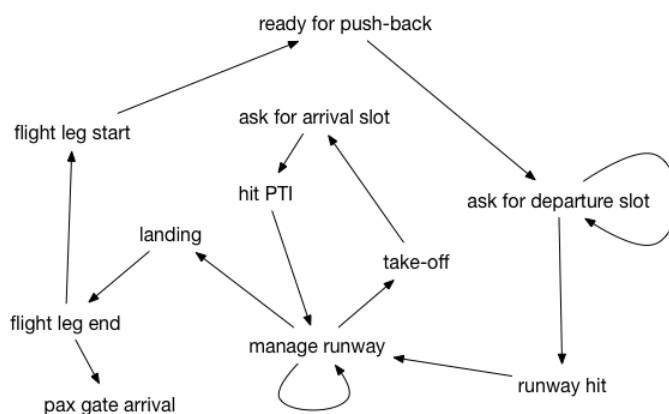 ready for push-back
ask for arrival slot
flight leg start
hit PTI
ask for departure slot
landing
take-off
flight leg end
manage runway
runway hit
pax gate arrival